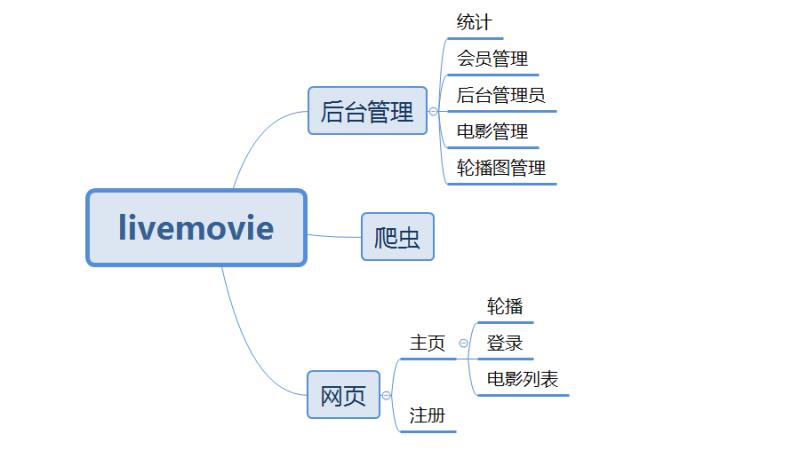 livemovie
后台管理
统计
会员管理
后台管理员
电影管理
轮播图管理
爬虫
网页
主页
轮播
登录
电影列表
注册